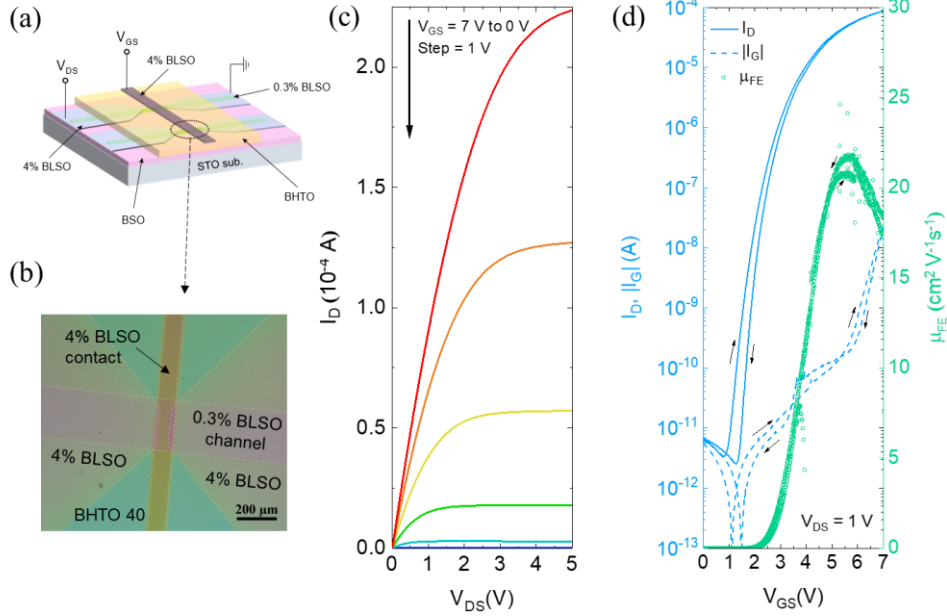 (a)
V_GS
V_DS
4% BLSO
0.3% BLSO
4% BLSO
STO sub.
BSO
BHTO
(b)
4% BLSO
contact
0.3% BLSO
channel
4% BLSO
4% BLSO
BHTO 40
200 µm
(c)
V_GS = 7 V to 0 V
Step = 1 V
I_D (10⁻⁴ A)
2.0
1.5
1.0
0.5
0.0
0 1 2 3 4 5
V_DS(V)
(d)
I_D
||I_G|
µ_FE
I_D, ||I_G| (A)
10⁻⁴
10⁻⁵
10⁻⁶
10⁻⁷
10⁻⁸
10⁻⁹
10⁻¹⁰
10⁻¹¹
10⁻¹²
10⁻¹³
V_DS = 1 V
0 1 2 3 4 5 6 7
V_GS(V)
30
25
20
15
10
5
0
µ_FE (cm² V⁻¹s⁻¹)